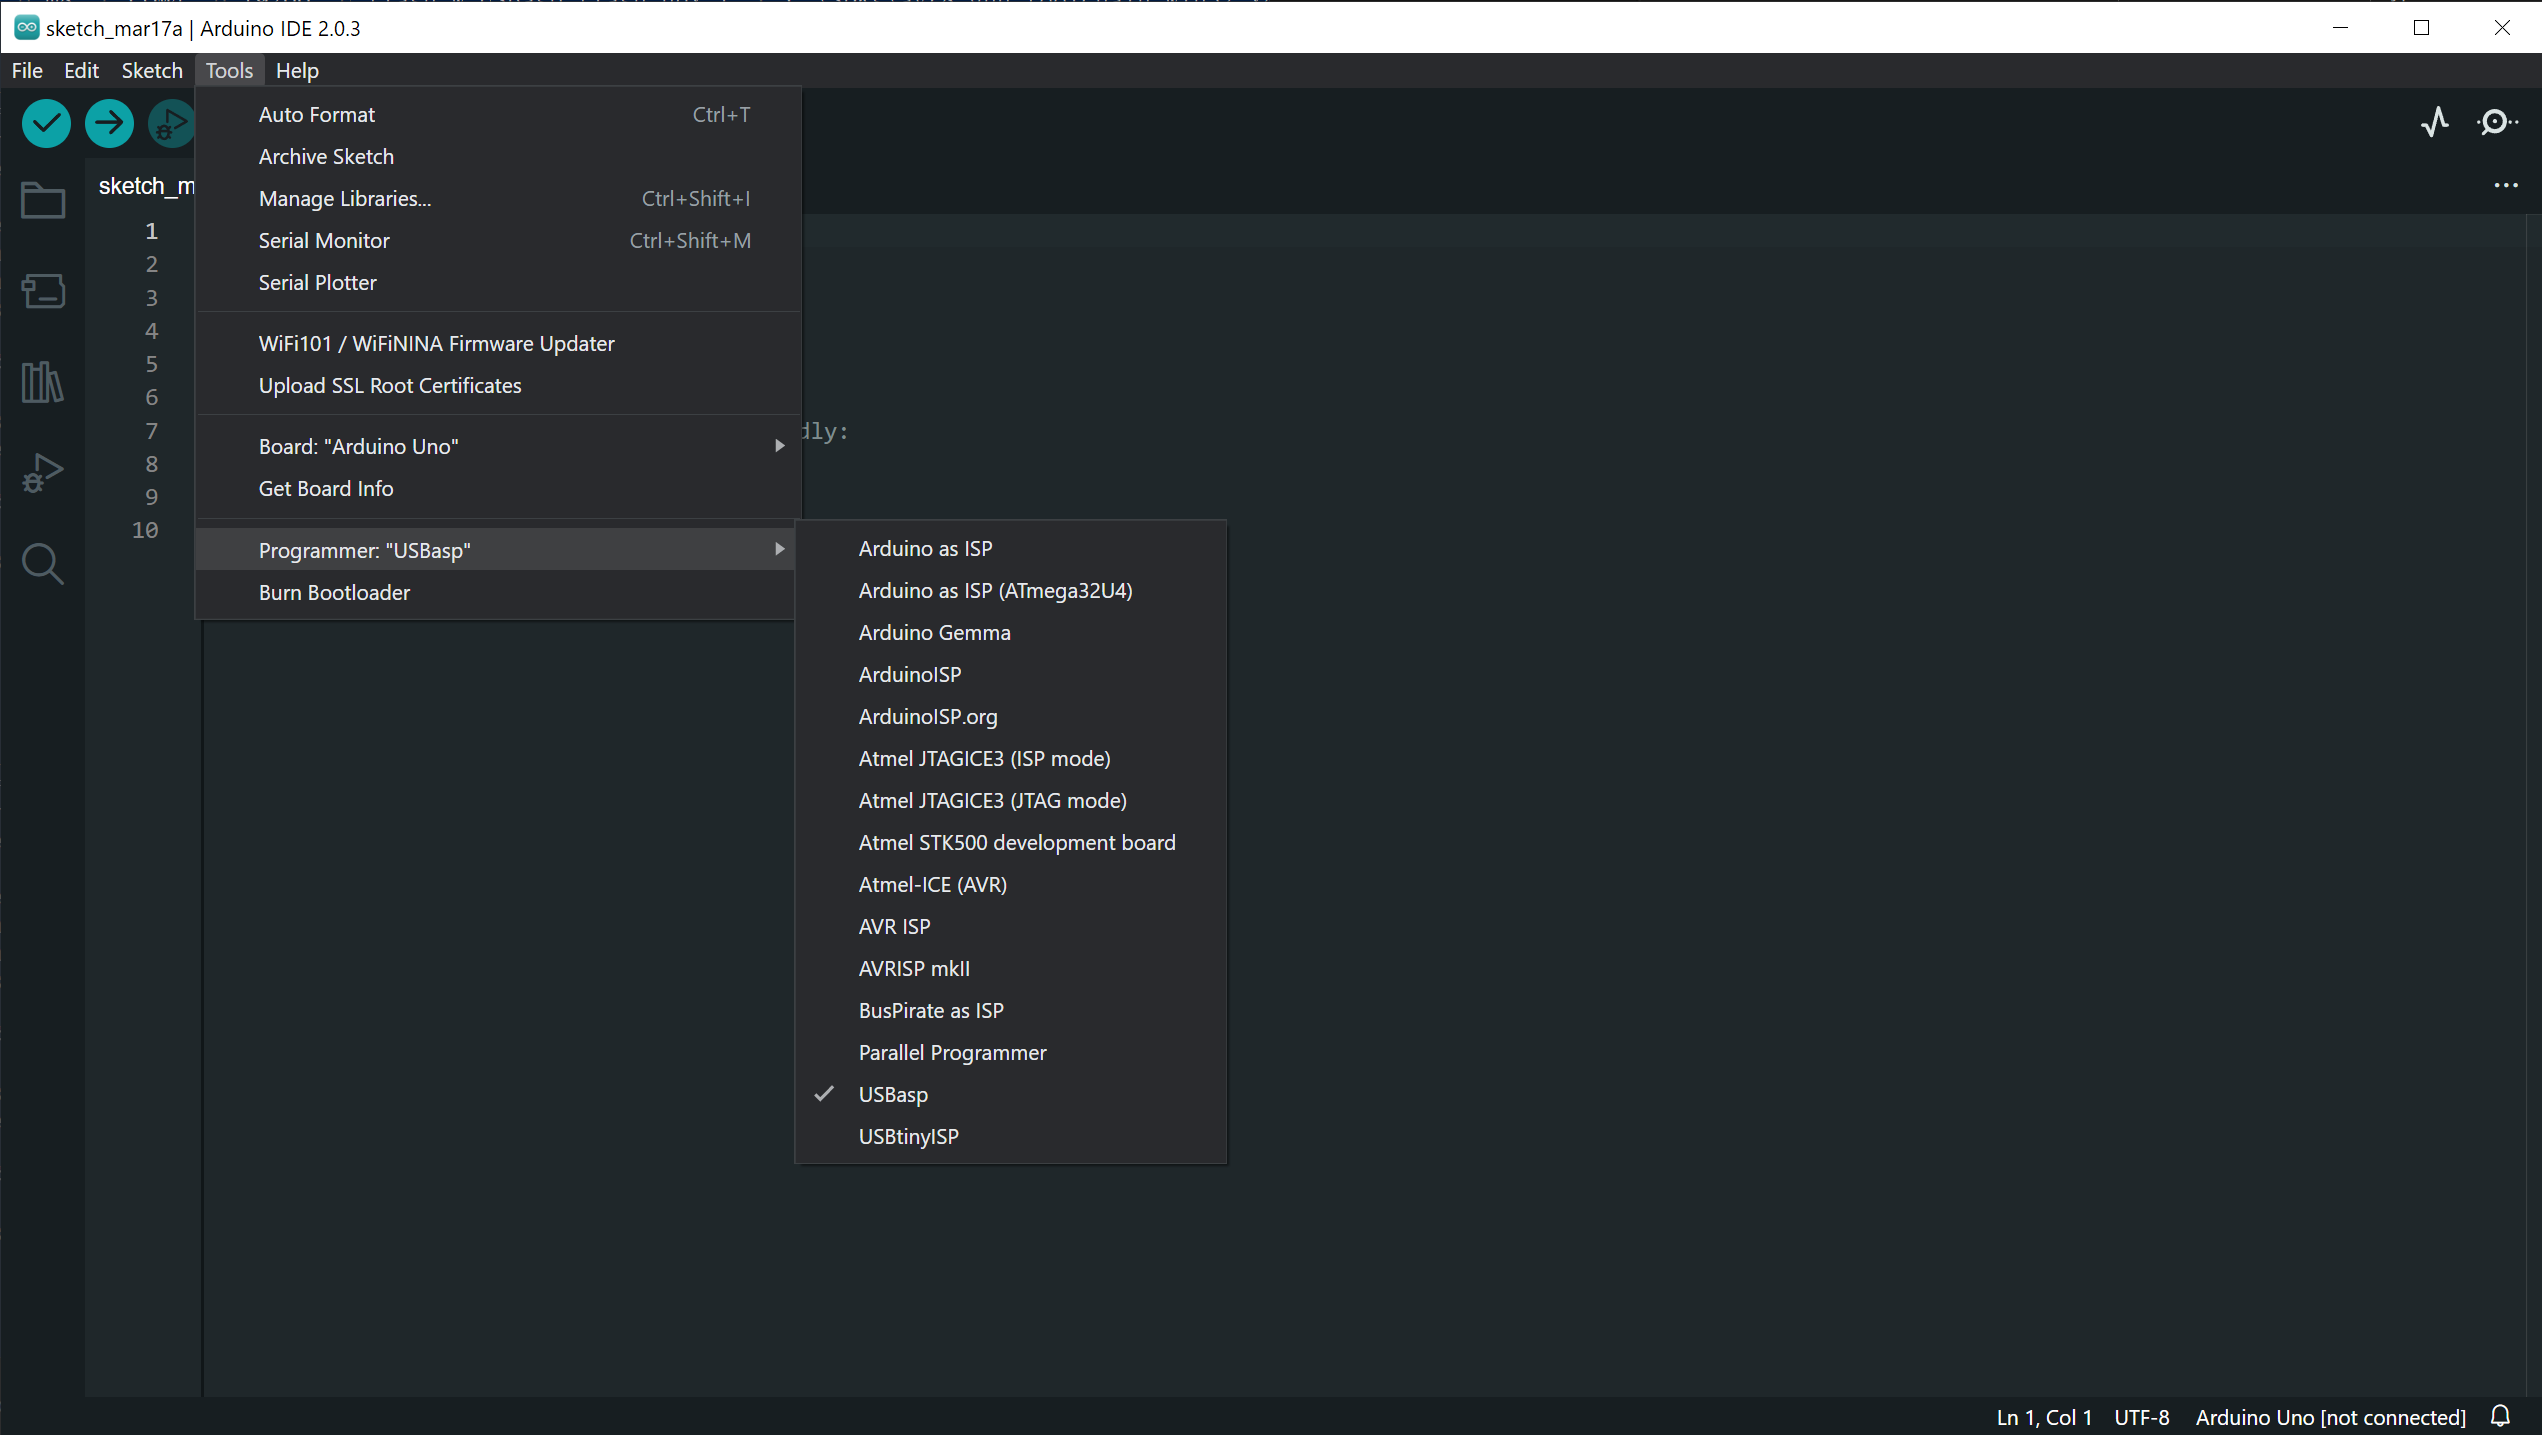 sketch_mar17a | Arduino IDE 2.0.3
File Edit Sketch Tools Help
Auto Format Ctrl+T
Archive Sketch
Manage Libraries... Ctrl+Shift+I
Serial Monitor Ctrl+Shift+M
Serial Plotter
WiFi101 / WiFiNINA Firmware Updater
Upload SSL Root Certificates
Board: "Arduino Uno"
Get Board Info
Programmer: "USBasp"
Burn Bootloader
Arduino as ISP
Arduino as ISP (ATmega32U4)
Arduino Gemma
ArduinoISP
ArduinoISP.org
Atmel JTAGICE3 (ISP mode)
Atmel JTAGICE3 (JTAG mode)
Atmel STK500 development board
Atmel-ICE (AVR)
AVR ISP
AVRISP mkII
BusPirate as ISP
Parallel Programmer
USBasp
USBtinyISP
sketch_m
1
2
3
4
5
6
7 dly:
8
9
10
Ln 1, Col 1 UTF-8 Arduino Uno [not connected]